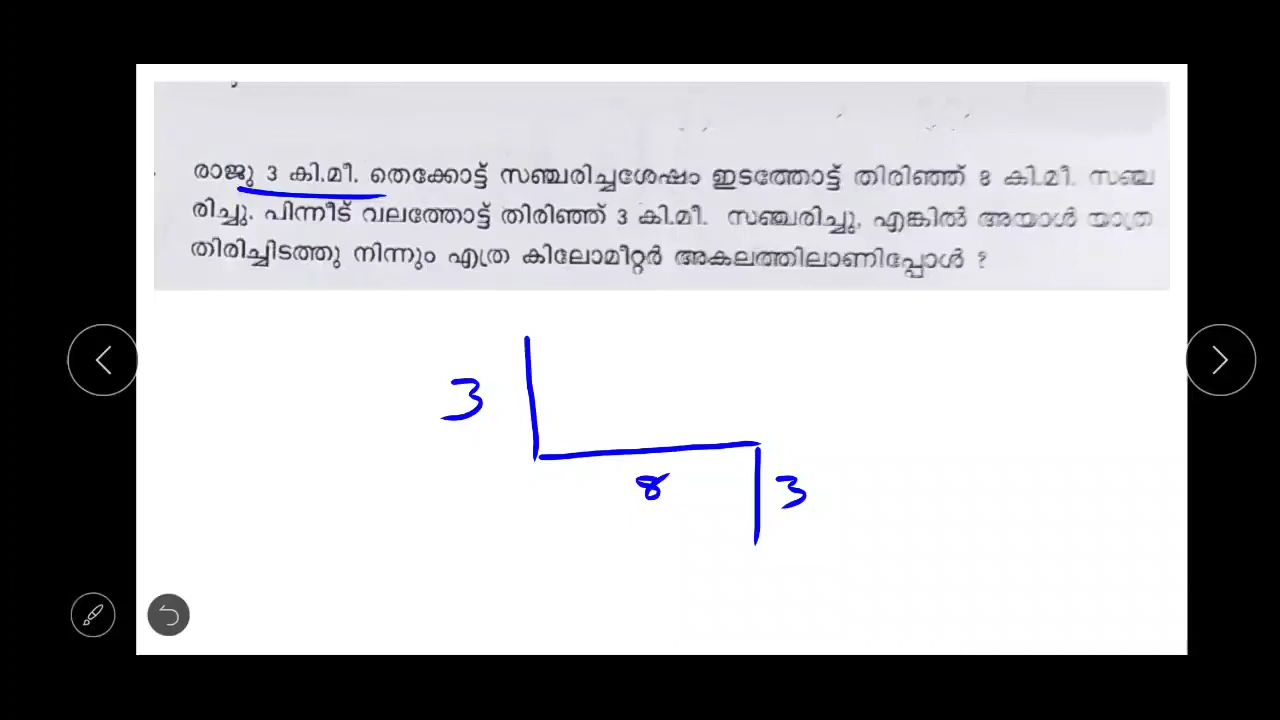 രാജു 3 കി.മീ. തെക്കോട്ട് സഞ്ചരിച്ചശേഷം ഇടത്തോട്ട് തിരിഞ്ഞ് 8 കി.മീ. സഞ്ച
രിച്ചു. പിന്നീട് വലത്തോട്ട് തിരിഞ്ഞ് 3 കി.മീ. സഞ്ചരിച്ചു, എങ്കിൽ അയാൾ യാത്ര
തിരിച്ചിടത്തു നിന്നും എത്ര കിലോമീറ്റർ അകലത്തിലാണിപ്പോൾ ?
3
8
3